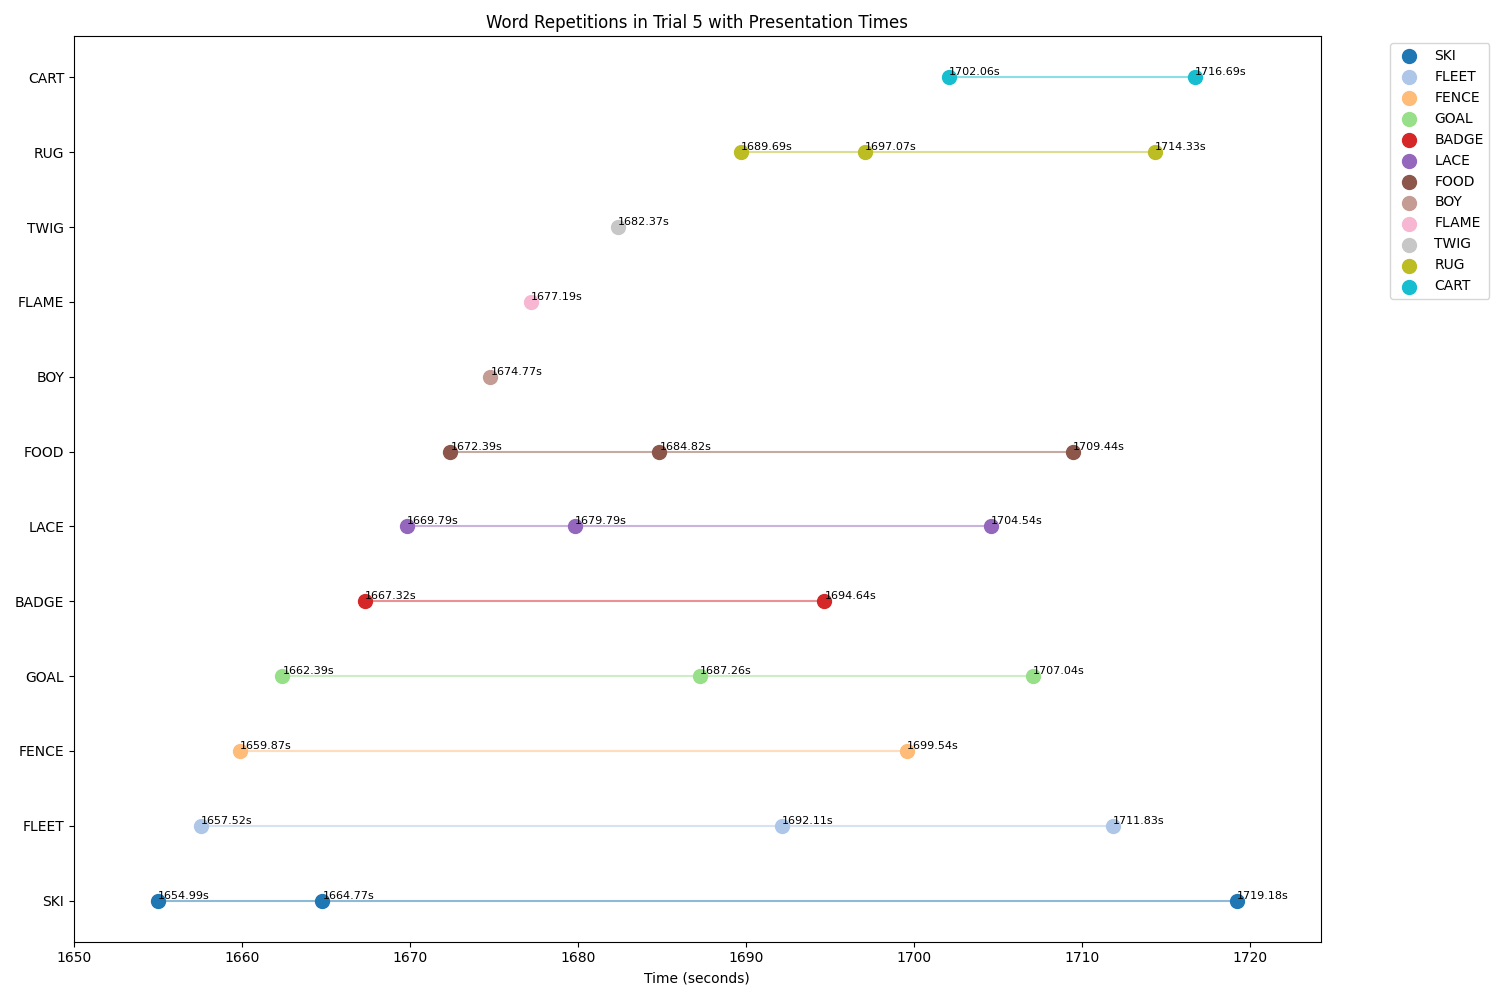 Word Repetitions in Trial 5 with Presentation Times
CART 1702.06s 1716.69s
RUG 1689.69s 1697.07s 1714.33s
TWIG 1682.37s
FLAME 1677.19s
BOY 1674.77s
FOOD 1672.39s 1684.82s 1709.44s
LACE 1669.79s 1679.79s 1704.54s
BADGE 1667.32s 1694.64s
GOAL 1662.39s 1687.26s 1707.04s
FENCE 1659.87s 1699.54s
FLEET 1657.52s 1692.11s 1711.83s
SKI 1654.99s 1664.77s 1719.18s
1650 1660 1670 1680 1690 1700 1710 1720
Time (seconds)
SKI
FLEET
FENCE
GOAL
BADGE
LACE
FOOD
BOY
FLAME
TWIG
RUG
CART